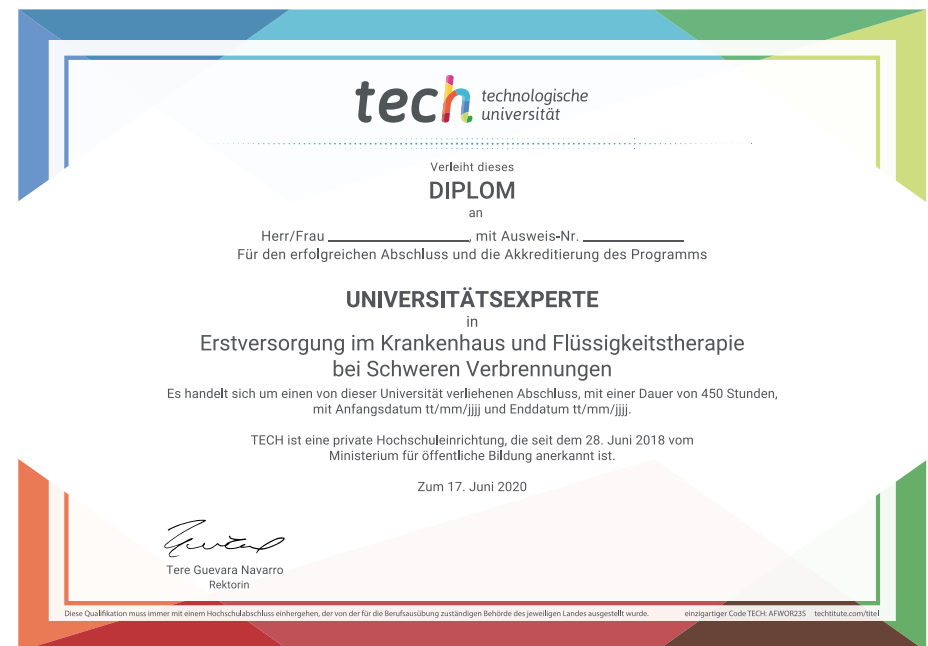 tech technologische
universität
Verleiht dieses
DIPLOM
an
Herr/Frau ____________, mit Ausweis-Nr. ____________
Für den erfolgreichen Abschluss und die Akkreditierung des Programms
UNIVERSITÄTSEXPERTE
in
Erstversorgung im Krankenhaus und Flüssigkeitstherapie
bei Schweren Verbrennungen
Es handelt sich um einen von dieser Universität verliehenen Abschluss, mit einer Dauer von 450 Stunden,
mit Anfangsdatum tt/mm/jjjj und Enddatum tt/mm/jjjj.
TECH ist eine private Hochschuleinrichtung, die seit dem 28. Juni 2018 vom
Ministerium für öffentliche Bildung anerkannt ist.
Zum 17. Juni 2020
Tere Guevara Navarro
Rektorin
Diese Qualifikation muss immer mit einem Hochschulabschluss einhergehen, der von der für die Berufsausübung zuständigen Behörde des jeweiligen Landes ausgestellt wurde. einzigartiger Code TECH: AFWOR23S techtitute.com/titel